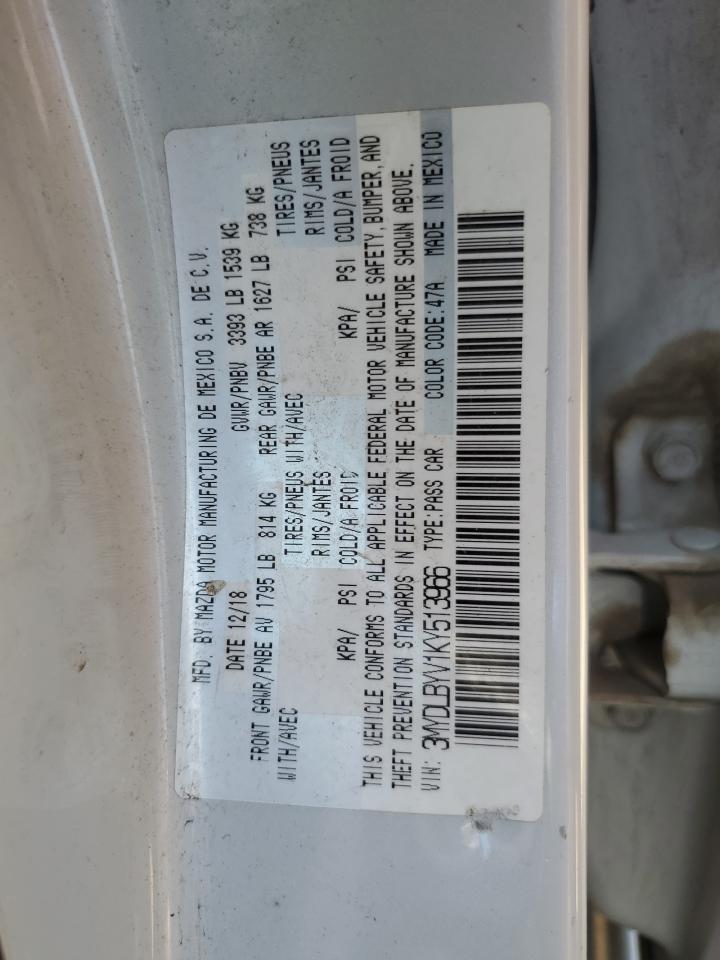 MFD. BY MAZDA MOTOR MANUFACTURING DE MEXICO S.A. DE C.V.
DATE 12/18 GVWR/PNBV 3393 LB 1539 KG
FRONT GAWR/PNBE AV 1795 LB 814 KG REAR GAWR/PNBE AR 1627 LB 738 KG
WITH/AVEC TIRES/PNEUS WITH/AVEC TIRES/PNEUS
RIMS/JANTES RIMS/JANTES
KPA/ PSI COLD/A FROID KPA/ PSI COLD/A FROID
THIS VEHICLE CONFORMS TO ALL APPLICABLE FEDERAL MOTOR VEHICLE SAFETY, BUMPER, AND
THEFT PREVENTION STANDARDS IN EFFECT ON THE DATE OF MANUFACTURE SHOWN ABOVE.
VIN: 3MYDLBYV1KY513966 TYPE: PASS CAR COLOR CODE: 47A MADE IN MEXICO